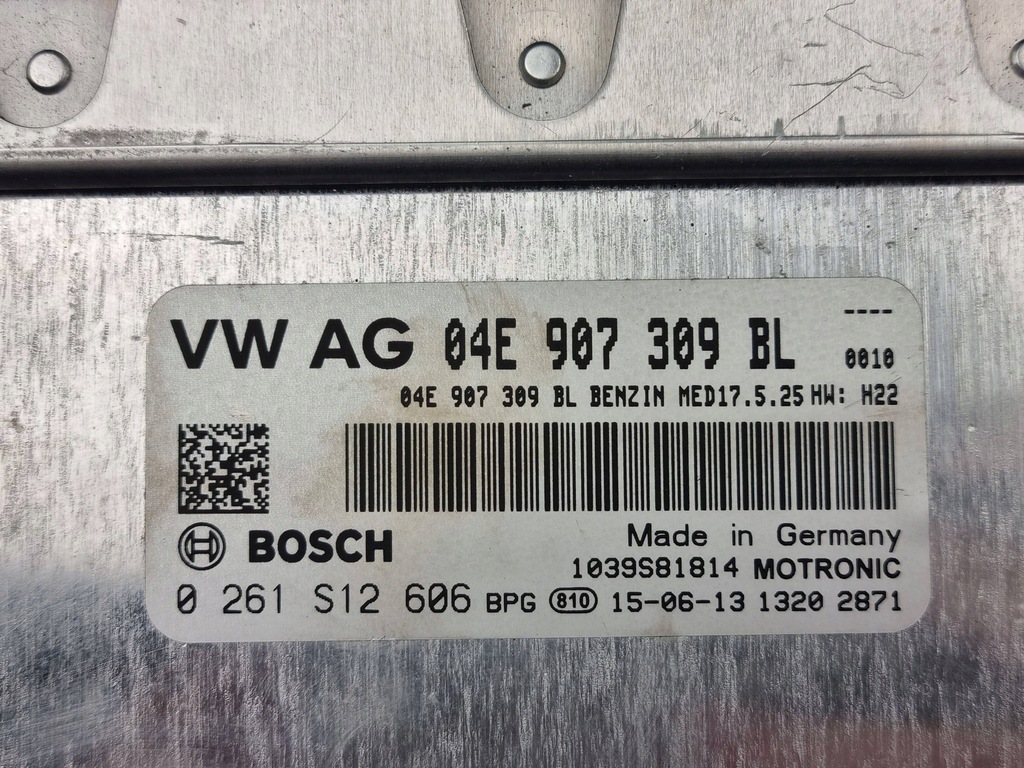 ----
VW AG 04E 907 309 BL 0010
04E 907 309 BL BENZIN MED17.5.25 HW: H22
BOSCH
Made in Germany
1039S81814 MOTRONIC
0 261 S12 606 BPG 810 15-06-13 1320 2871